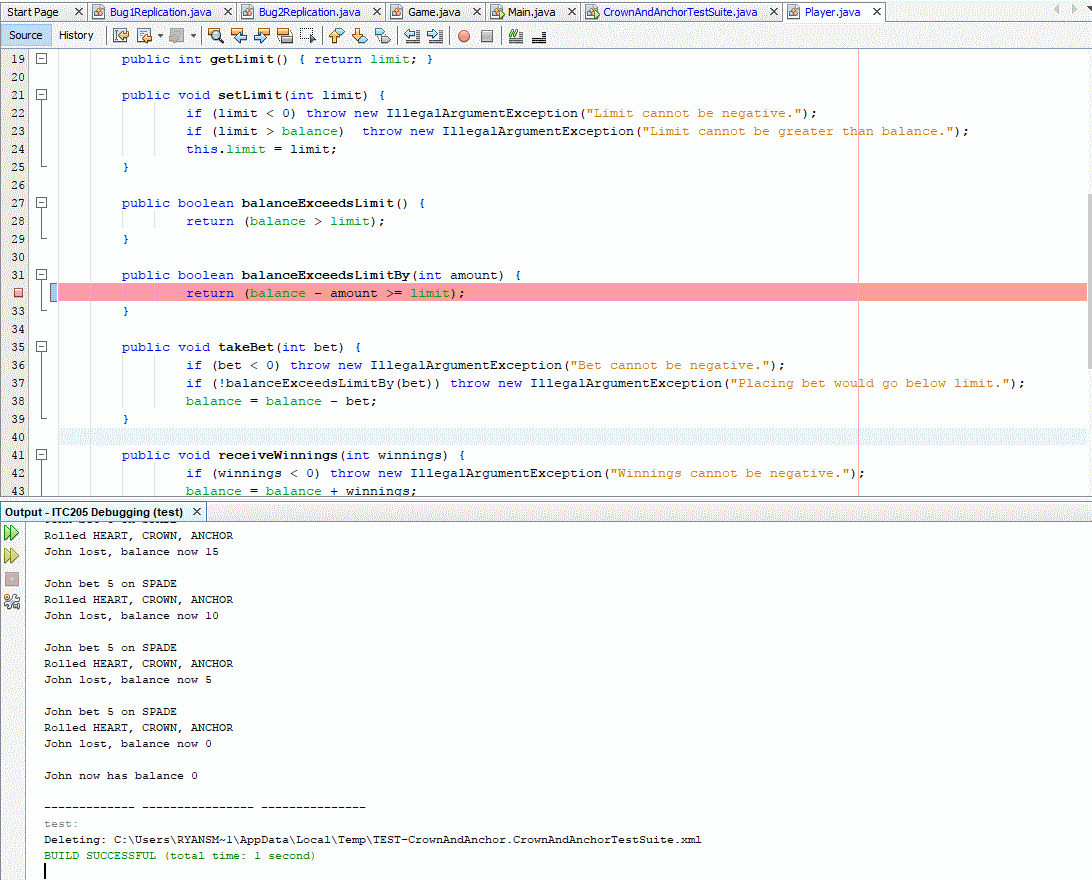 Start Page Bug1Replication.java Bug2Replication.java Game.java Main.java CrownAndAnchorTestSuite.java Player.java
Source History
19 public int getLimit() { return limit; }
20
21 public void setLimit(int limit) {
22 if (limit < 0) throw new IllegalArgumentException("Limit cannot be negative.");
23 if (limit > balance)  throw new IllegalArgumentException("Limit cannot be greater than balance.");
24 this.limit = limit;
25 }
26
27 public boolean balanceExceedsLimit() {
28 return (balance > limit);
29 }
30
31 public boolean balanceExceedsLimitBy(int amount) {
return (balance - amount >= limit);
33 }
34
35 public void takeBet(int bet) {
36 if (bet < 0) throw new IllegalArgumentException("Bet cannot be negative.");
37 if (!balanceExceedsLimitBy(bet)) throw new IllegalArgumentException("Placing bet would go below limit.");
38 balance = balance - bet;
39 }
40
41 public void receiveWinnings(int winnings) {
42 if (winnings < 0) throw new IllegalArgumentException("Winnings cannot be negative.");
43 balance = balance + winnings;
Output - ITC205 Debugging (test)
John bet 5 on SPADE
Rolled HEART, CROWN, ANCHOR
John lost, balance now 15
John bet 5 on SPADE
Rolled HEART, CROWN, ANCHOR
John lost, balance now 10
John bet 5 on SPADE
Rolled HEART, CROWN, ANCHOR
John lost, balance now 5
John bet 5 on SPADE
Rolled HEART, CROWN, ANCHOR
John lost, balance now 0
John now has balance 0
------------- ---------------- ---------------
test:
Deleting: C:\Users\RYANSM~1\AppData\Local\Temp\TEST-CrownAndAnchor.CrownAndAnchorTestSuite.xml
BUILD SUCCESSFUL (total time: 1 second)